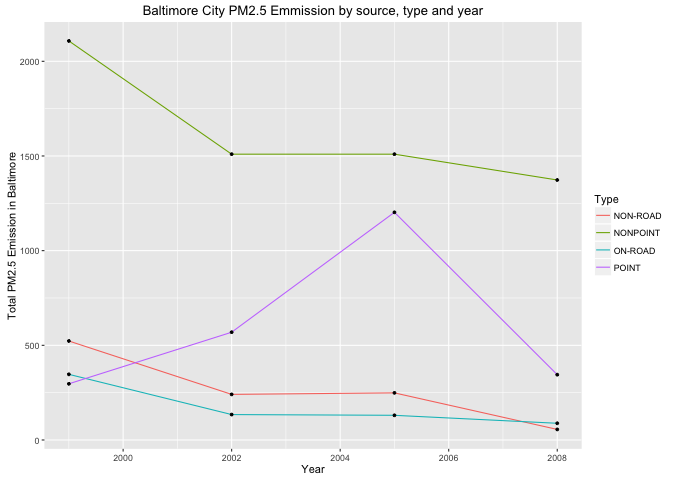 Baltimore City PM2.5 Emmission by source, type and year
Total PM2.5 Emission in Baltimore
2000
1500
1000
500
0
2000
2002
2004
2006
2008
Year
Type
NON-ROAD
NONPOINT
ON-ROAD
POINT